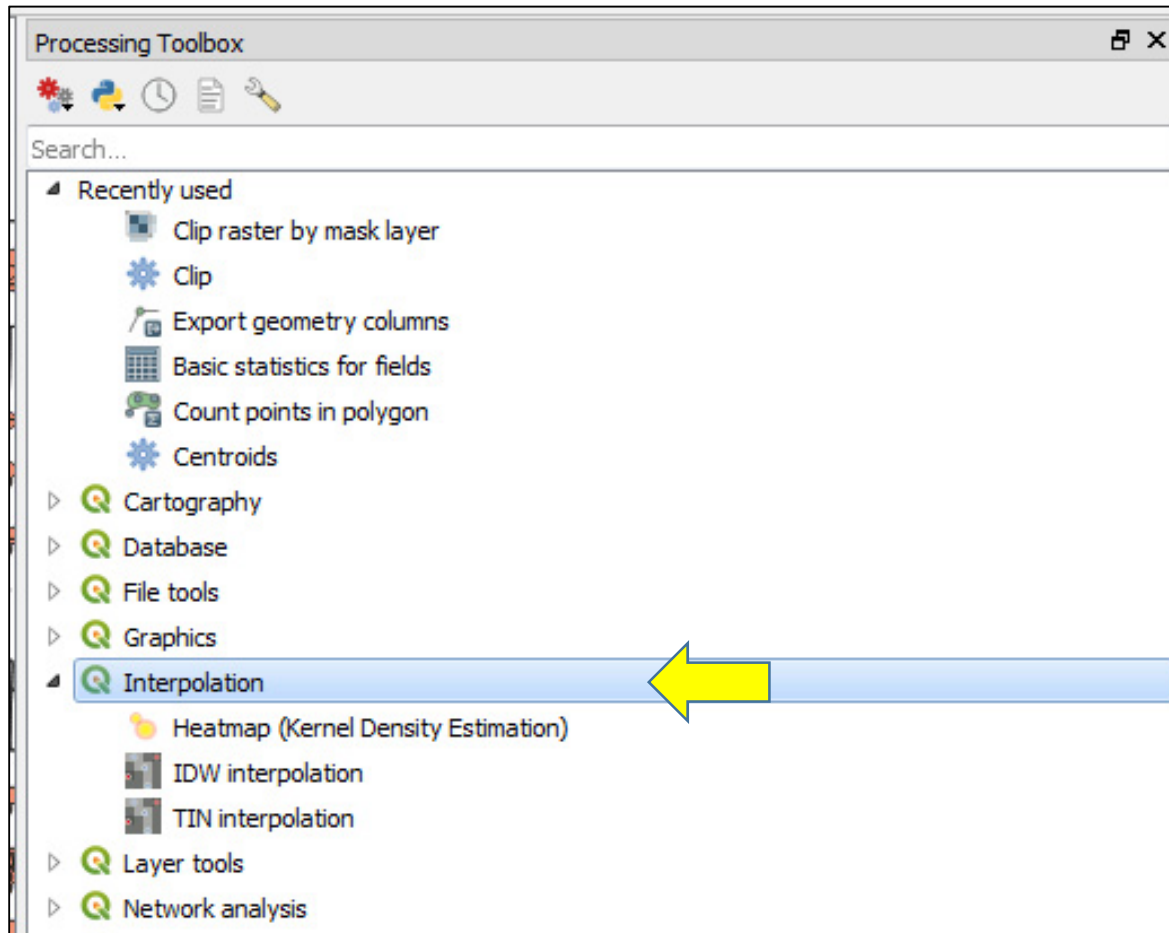 Processing Toolbox
Search...
Recently used
Clip raster by mask layer
Clip
Export geometry columns
Basic statistics for fields
Count points in polygon
Centroids
Cartography
Database
File tools
Graphics
Interpolation
Heatmap (Kernel Density Estimation)
IDW interpolation
TIN interpolation
Layer tools
Network analysis